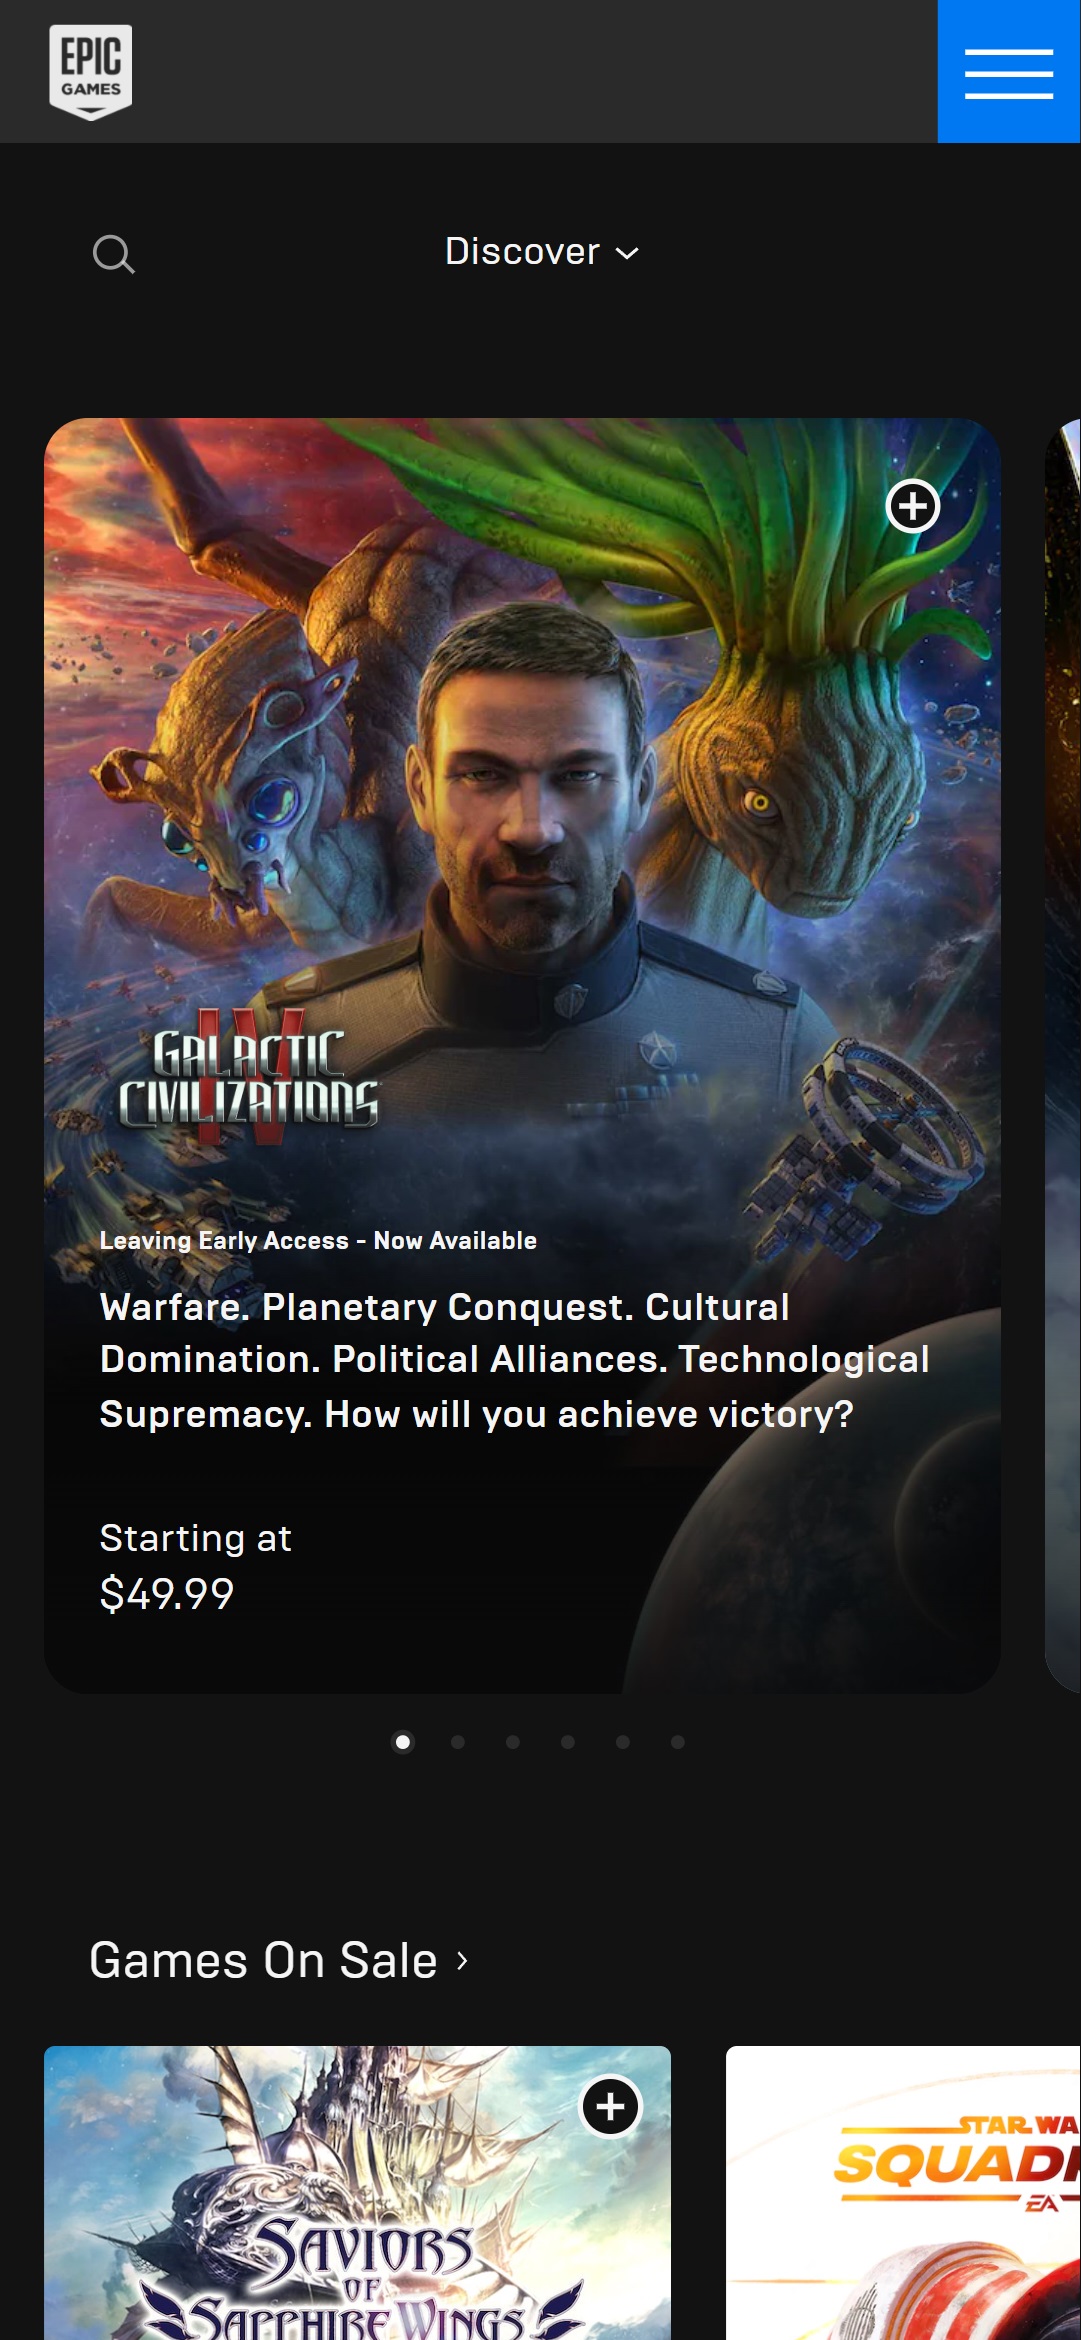 EPIC
GAMES
Discover
IV
GALACTIC
CIVILIZATIONS
Leaving Early Access - Now Available
Warfare. Planetary Conquest. Cultural
Domination. Political Alliances. Technological
Supremacy. How will you achieve victory?
Starting at
$49.99
Games On Sale
SAVIORS
OF
SAPPHIRE WINGS
STAR WA
SQUAD
EA